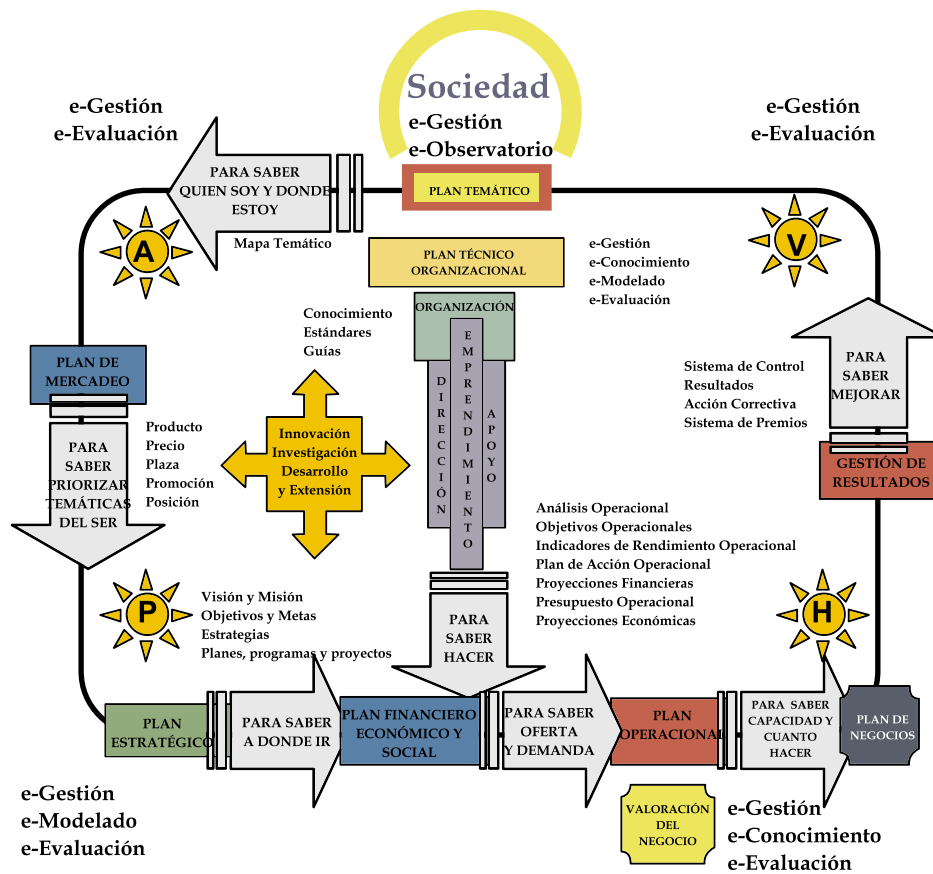 Sociedad
e-Gestión
e-Observatorio
e-Gestión
e-Evaluación
e-Gestión
e-Evaluación
PLAN TEMÁTICO
PARA SABER
QUIEN SOY Y DONDE
ESTOY
Mapa Temático
A
V
PLAN TÉCNICO
ORGANIZACIONAL
e-Gestión
e-Conocimiento
e-Modelado
e-Evaluación
ORGANIZACIÓN
Conocimiento
Estándares
Guías
DIRECCIÓN
EMPRENDIMIENTO
APOYO
PLAN DE
MERCADEO
PARA
SABER
PRIORIZAR
TEMÁTICAS
DEL SER
Producto
Precio
Plaza
Promoción
Posición
Innovación
Investigación
Desarrollo
y Extensión
Sistema de Control
Resultados
Acción Correctiva
Sistema de Premios
PARA
SABER
MEJORAR
GESTIÓN DE
RESULTADOS
Análisis Operacional
Objetivos Operacionales
Indicadores de Rendimiento Operacional
Plan de Acción Operacional
Proyecciones Financieras
Presupuesto Operacional
Proyecciones Económicas
P
H
Visión y Misión
Objetivos y Metas
Estrategias
Planes, programas y proyectos
PARA
SABER
HACER
PLAN
ESTRATÉGICO
PARA SABER
A DONDE IR
PLAN FINANCIERO
ECONÓMICO Y
SOCIAL
PARA SABER
OFERTA
Y DEMANDA
PLAN
OPERACIONAL
PARA  SABER
CAPACIDAD Y
CUANTO
HACER
PLAN DE
NEGOCIOS
e-Gestión
e-Modelado
e-Evaluación
VALORACIÓN
DEL
NEGOCIO
e-Gestión
e-Conocimiento
e-Evaluación